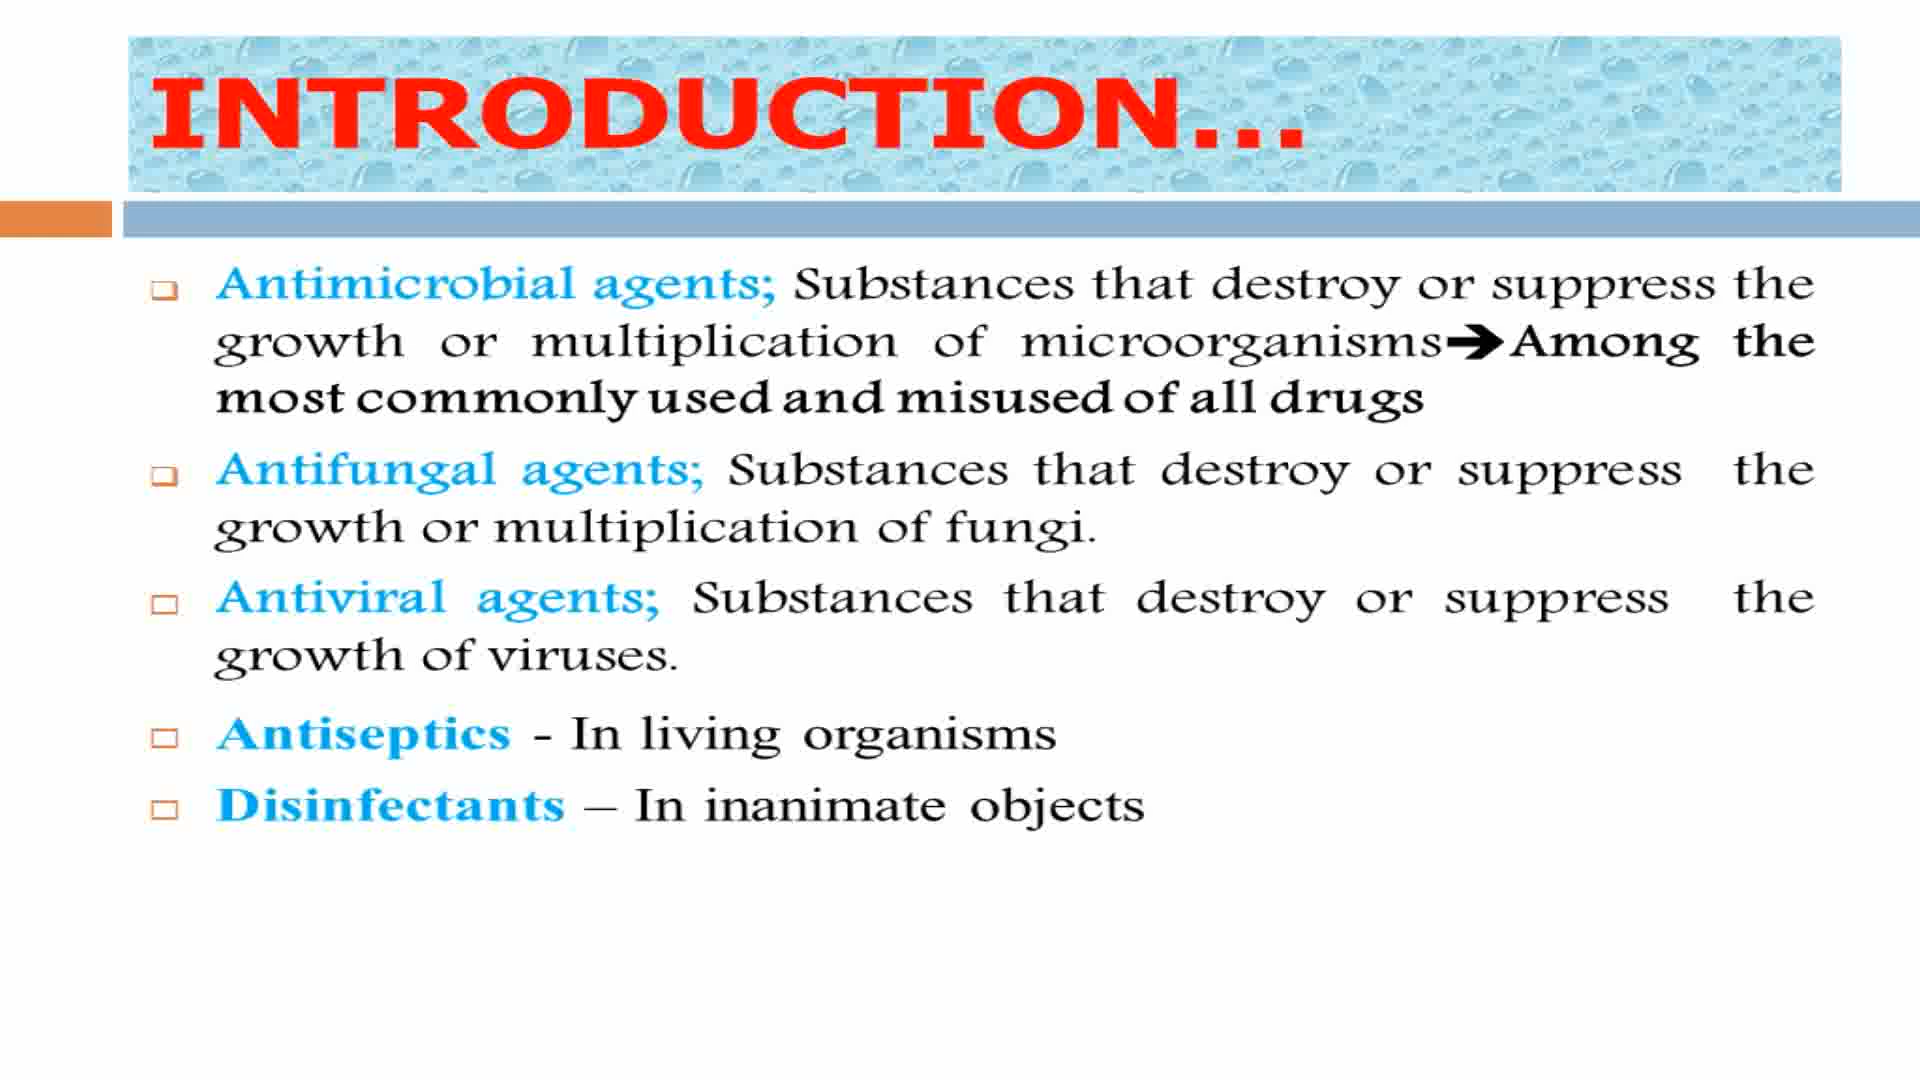 INTRODUCTION...
Antimicrobial agents; Substances that destroy or suppress the
growth or multiplication of microorganisms➔Among the
most commonly used and misused of all drugs
Antifungal agents; Substances that destroy or suppress the
growth or multiplication of fungi.
Antiviral agents; Substances that destroy or suppress the
growth of viruses.
Antiseptics - In living organisms
Disinfectants – In inanimate objects